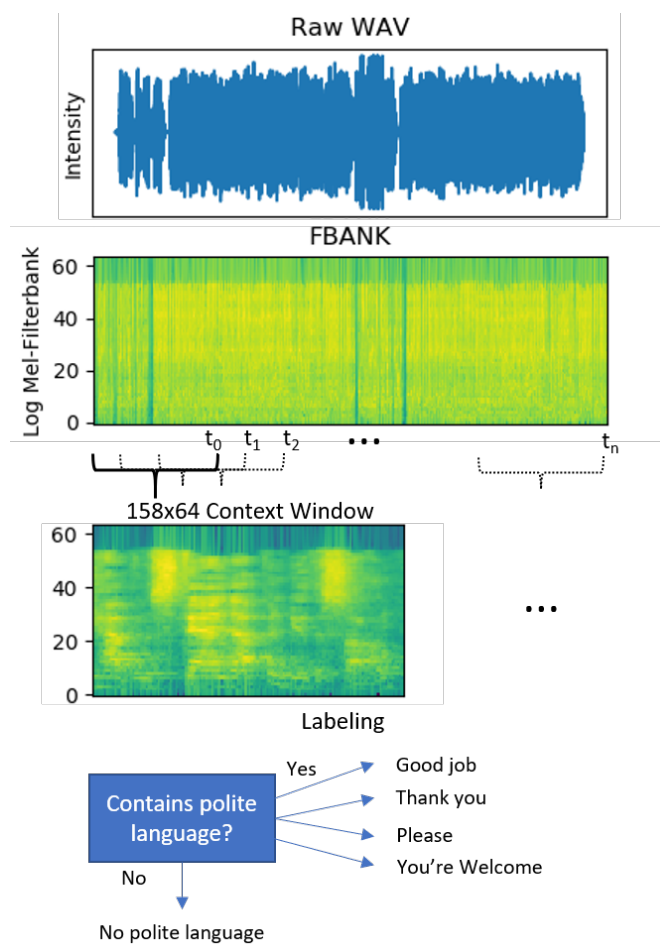 Raw WAV
Intensity
FBANK
Log Mel-Filterbank
60
40
20
0
t0 t1 t2 ••• tn
158x64 Context Window
60
40
20
0
•••
Labeling
Contains polite
language?
Yes
Good job
Thank you
Please
You're Welcome
No
No polite language